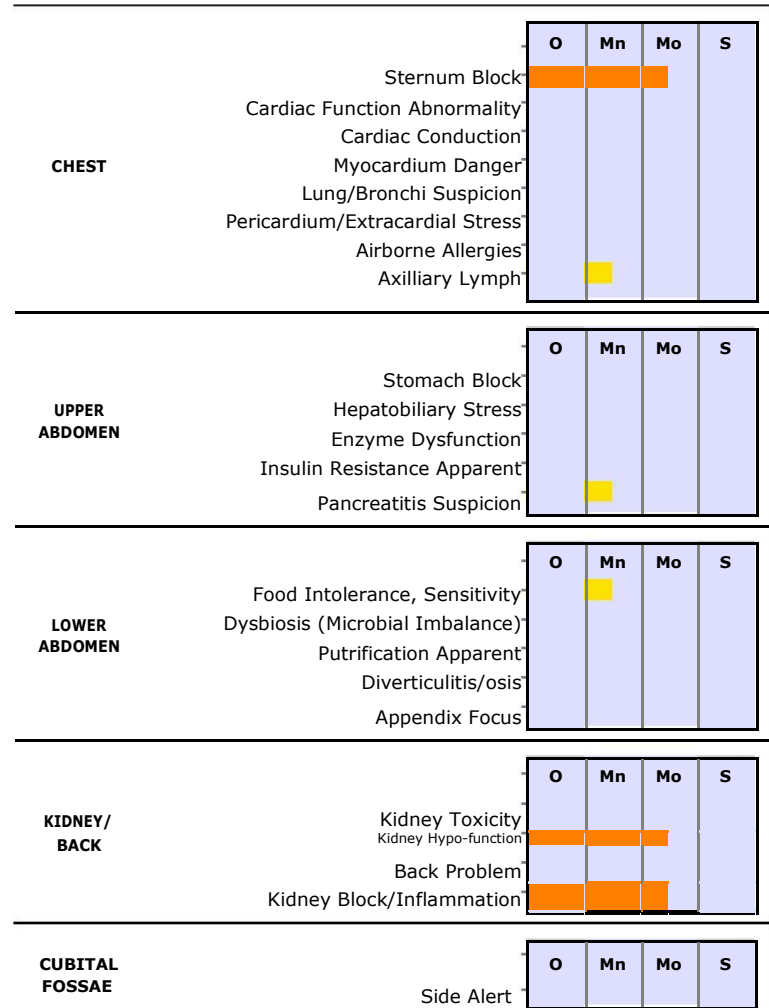 O Mn Mo S
CHEST
Sternum Block
Cardiac Function Abnormality
Cardiac Conduction
Myocardium Danger
Lung/Bronchi Suspicion
Pericardium/Extracardial Stress
Airborne Allergies
Axilliary Lymph
O Mn Mo S
UPPER
ABDOMEN
Stomach Block
Hepatobiliary Stress
Enzyme Dysfunction
Insulin Resistance Apparent
Pancreatitis Suspicion
O Mn Mo S
LOWER
ABDOMEN
Food Intolerance, Sensitivity
Dysbiosis (Microbial Imbalance)
Putrification Apparent
Diverticulitis/osis
Appendix Focus
O Mn Mo S
KIDNEY/
BACK
Kidney Toxicity
Kidney Hypo-function
Back Problem
Kidney Block/Inflammation
O Mn Mo S
CUBITAL
FOSSAE
Side Alert